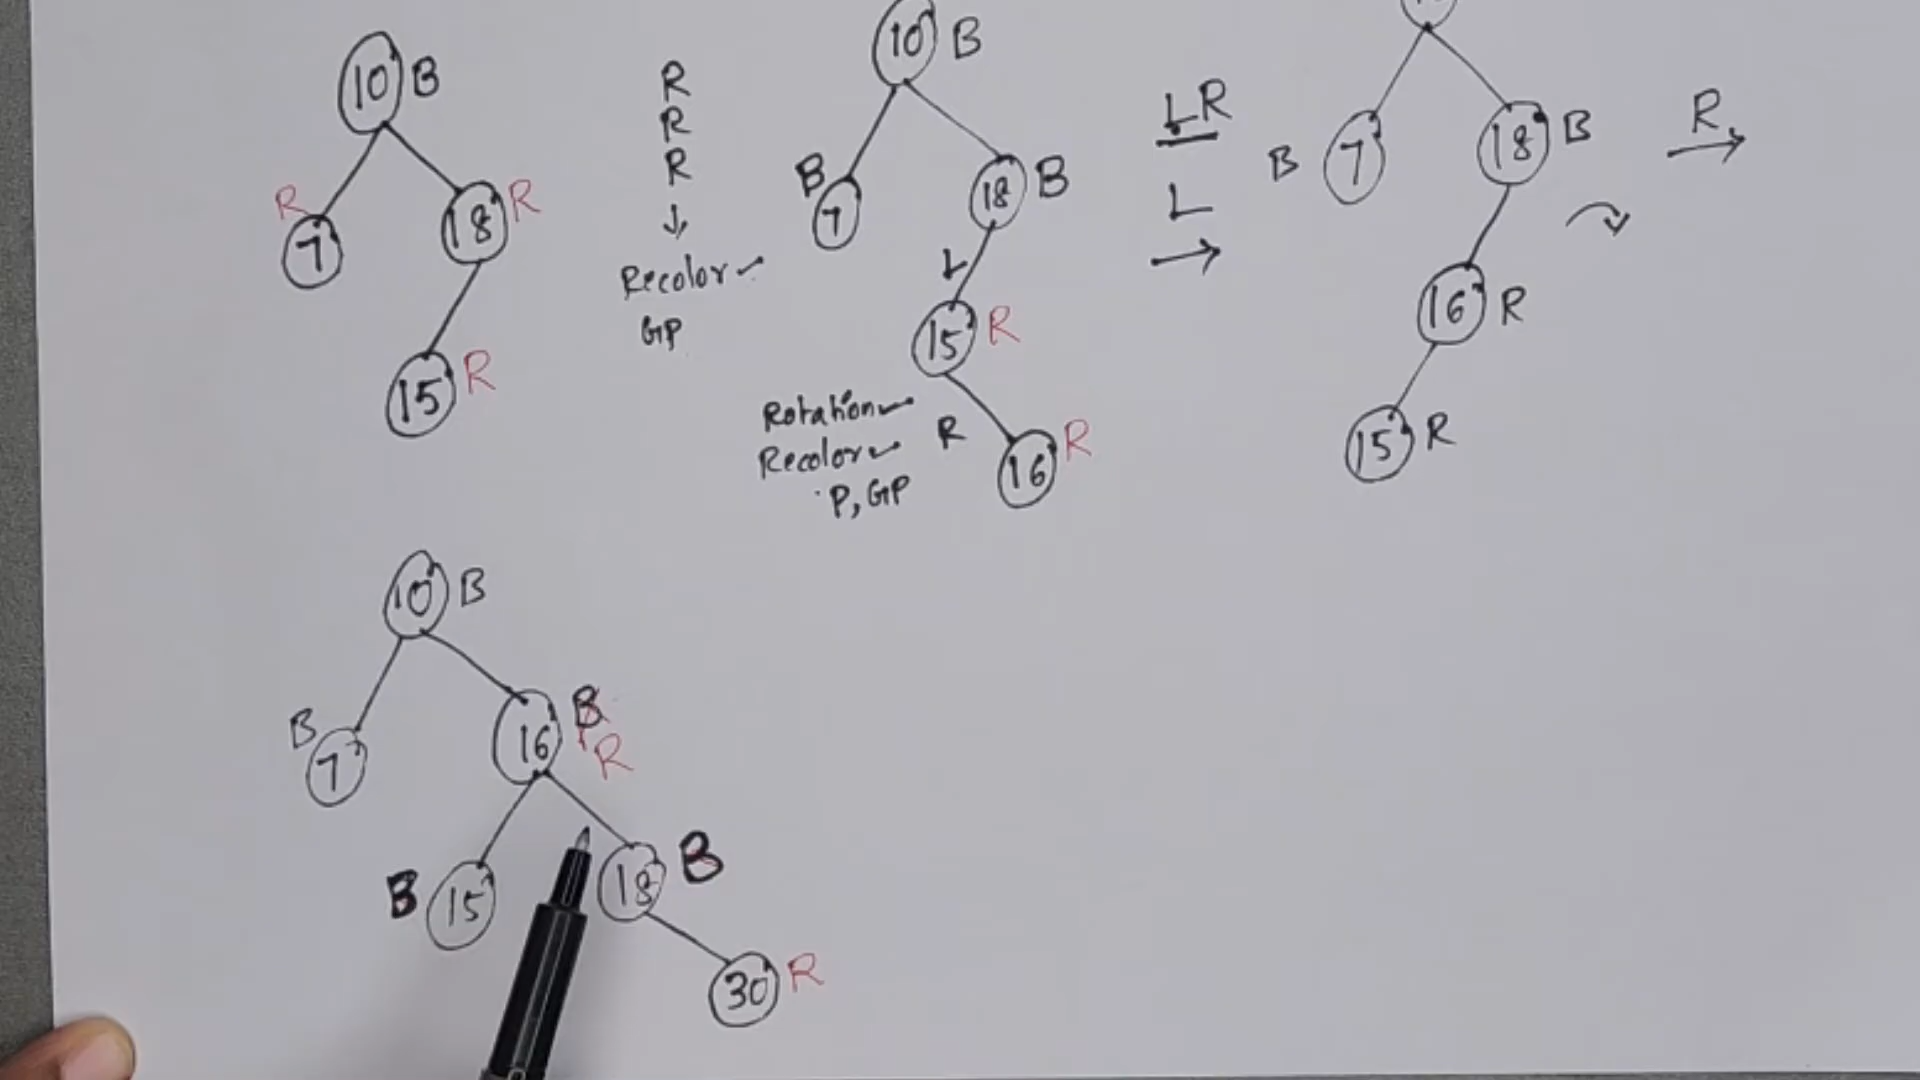 10 B
R
7
18 R
15 R
R
R
R
↓
Recolor
GP
10 B
B
7
18 B
L
15 R
R
16 R
Rotation
Recolor
P, GP
LR
L
→
B 7
18 B
16 R
15 R
R
→
10 B
B
7
16 B
R
B 15
18 B
30 R